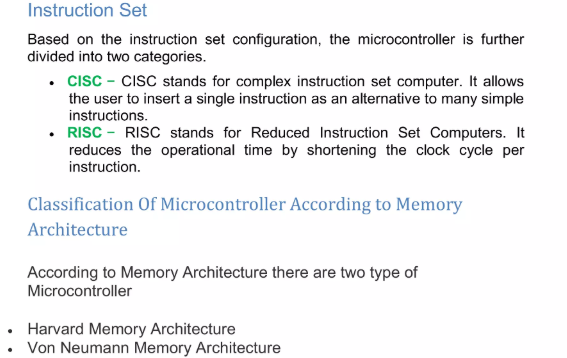 Instruction Set
Based on the instruction set configuration, the microcontroller is further
divided into two categories.
• CISC − CISC stands for complex instruction set computer. It allows
the user to insert a single instruction as an alternative to many simple
instructions.
• RISC − RISC stands for Reduced Instruction Set Computers. It
reduces the operational time by shortening the clock cycle per
instruction.
Classification Of Microcontroller According to Memory
Architecture
According to Memory Architecture there are two type of
Microcontroller
• Harvard Memory Architecture
• Von Neumann Memory Architecture